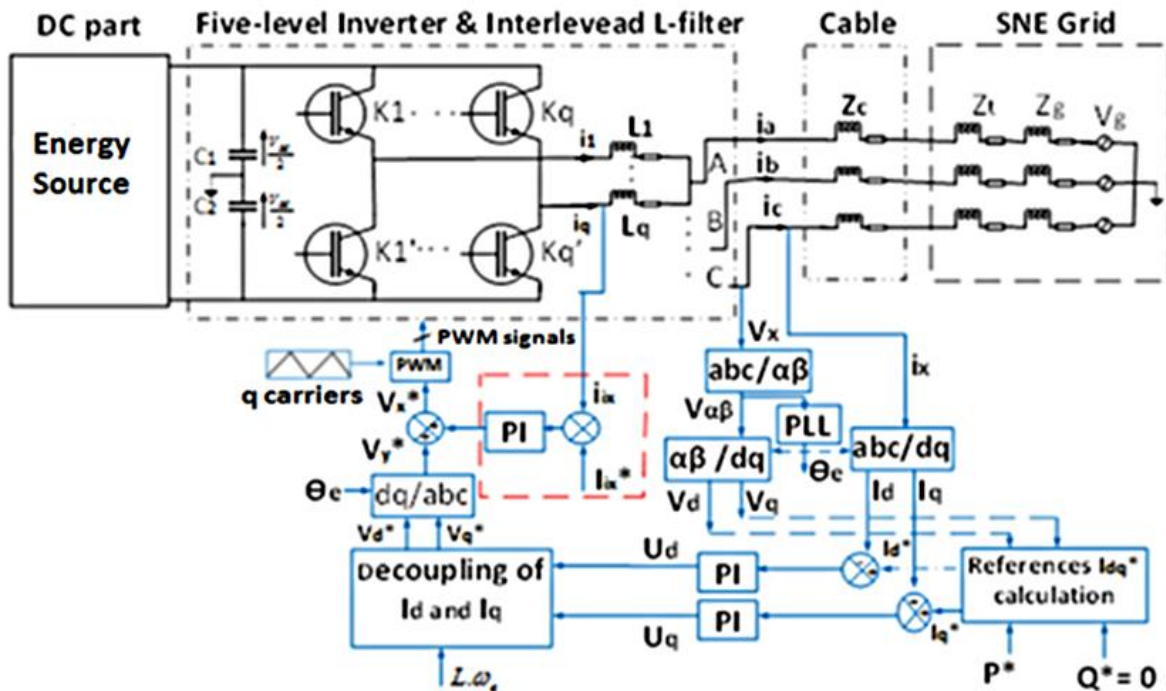 DC part
Five-level Inverter & Interlevead L-filter
Cable
SNE Grid
Energy
Source
C1
C2
2
2
K1
Kq
K1'
Kq'
i1
L1
iq
Lq
A
B
C
ia
ib
ic
Zc
Zt
Zg
Vg
PWM signals
PWM
q carriers
Vx*
Vy*
PI
iix
Iix*
θe
dq/abc
Vd*
Vq*
Decoupling of
Id and Iq
L.ωe
Vx
abc/αβ
Vαβ
PLL
αβ /dq
θe
ix
abc/dq
Vd
Vq
Id
Iq
Ud
PI
Uq
PI
Id*
Iq*
References Idq*
calculation
P*
Q* = 0